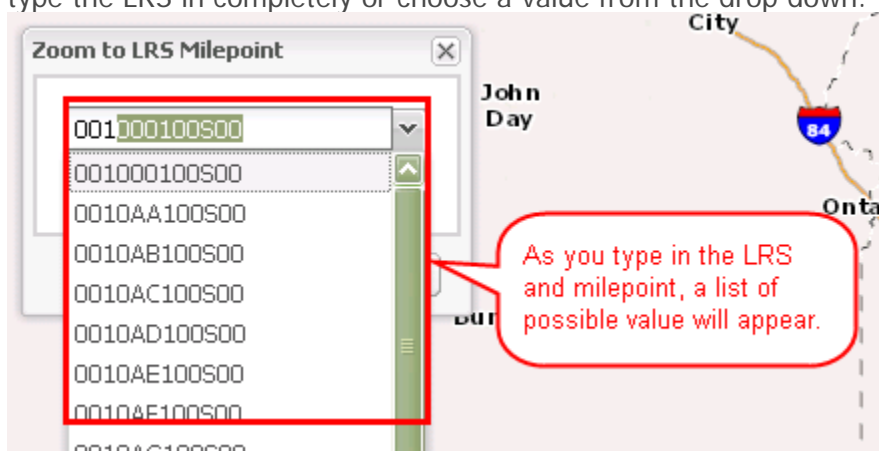 type the LRS in completely or choose a value from the drop down.
City
Zoom to LRS Milepoint
John
Day
001000100S00
84
001000100S00
0010AA100S00
Onta
0010AB100S00
As you type in the LRS
and milepoint, a list of
possible value will appear.
0010AC100S00
0010AD100S00
0010AE100S00
0010AF100S00
0010AG100S00